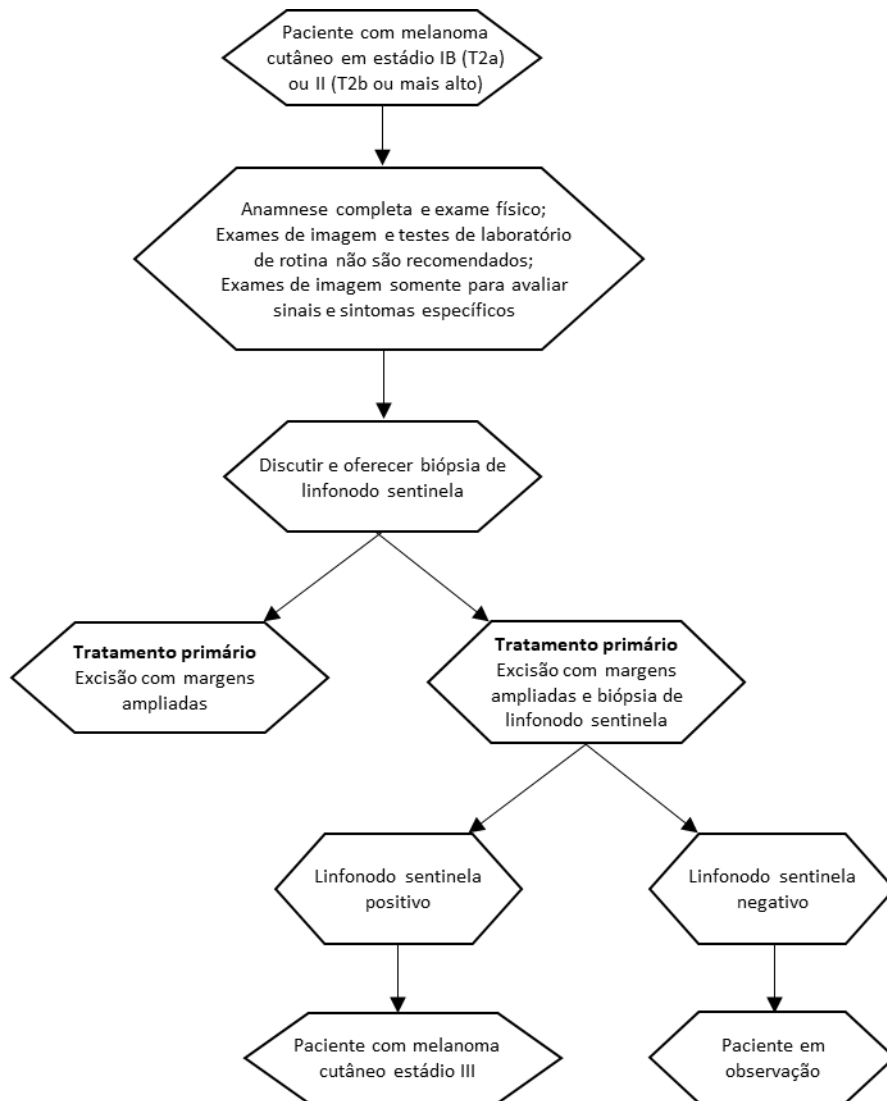 Paciente com melanoma
cutâneo em estádio IB (T2a)
ou II (T2b ou mais alto)
Anamnese completa e exame físico;
Exames de imagem e testes de laboratório
de rotina não são recomendados;
Exames de imagem somente para avaliar
sinais e sintomas específicos
Discutir e oferecer biópsia de
linfonodo sentinela
Tratamento primário
Excisão com margens
ampliadas
Tratamento primário
Excisão com margens
ampliadas e biópsia de
linfonodo sentinela
Linfonodo sentinela
positivo
Linfonodo sentinela
negativo
Paciente com melanoma
cutâneo estádio III
Paciente em
observação